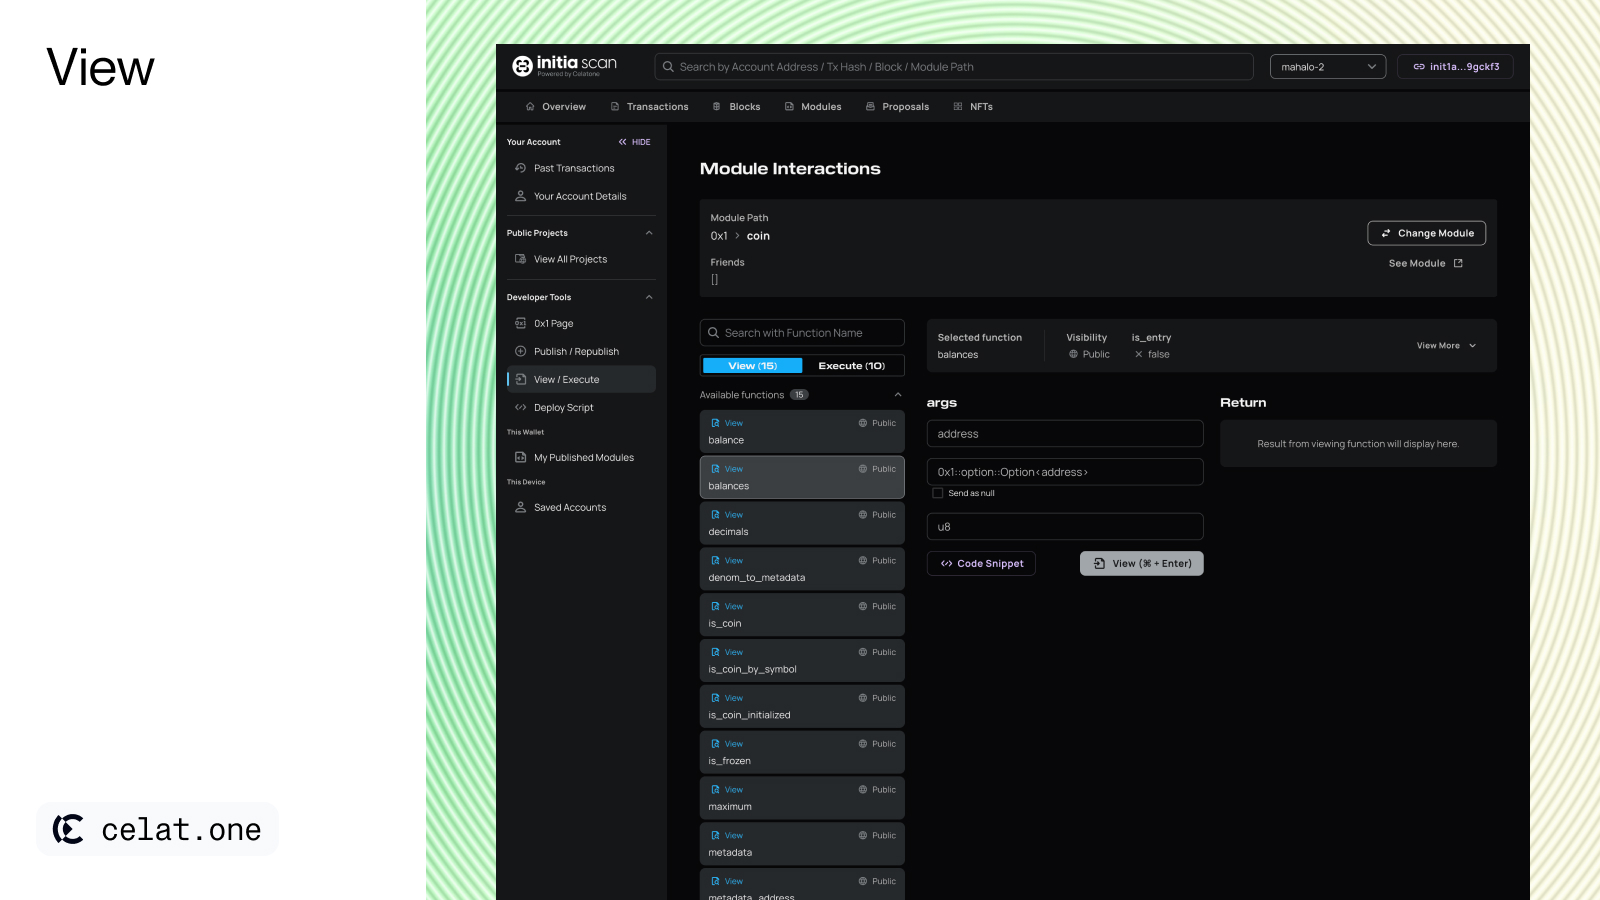 View
celat.one
initia scan
Powered by Celatone
Search by Account Address / Tx Hash / Block / Module Path
mahalo-2
init1a...9gckf3
Overview
Transactions
Blocks
Modules
Proposals
NFTs
Your Account
HIDE
Past Transactions
Your Account Details
Public Projects
View All Projects
Developer Tools
0x1 Page
Publish / Republish
View / Execute
Deploy Script
This Wallet
My Published Modules
This Device
Saved Accounts
Module Interactions
Module Path
0x1 > coin
Friends
[]
Change Module
See Module
Search with Function Name
View (15)
Execute (10)
Available functions 15
View Public
balance
View Public
balances
View Public
decimals
View Public
denom_to_metadata
View Public
is_coin
View Public
is_coin_by_symbol
View Public
is_coin_initialized
View Public
is_frozen
View Public
maximum
View Public
metadata
View Public
metadata_address
Selected function
balances
Visibility
Public
is_entry
false
View More
args
address
0x1::option::Option<address>
Send as null
u8
Code Snippet
View (⌘ + Enter)
Return
Result from viewing function will display here.